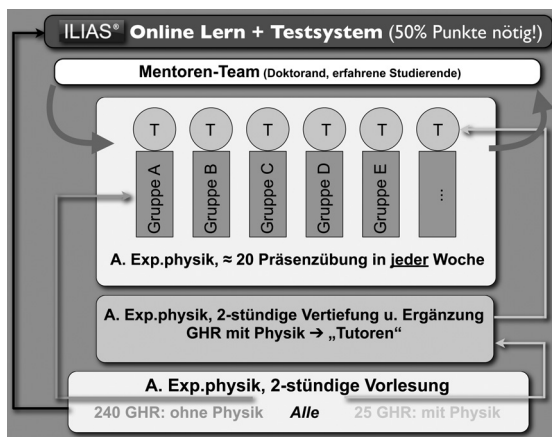 ILIAS® Online Lern + Testsystem (50% Punkte nötig!)
Mentoren-Team (Doktorand, erfahrene Studierende)
T T T T T T
Gruppe A Gruppe B Gruppe C Gruppe D Gruppe E ...
A. Exp.physik, ≈ 20 Präsenzübung in jeder Woche
A. Exp.physik, 2-stündige Vertiefung u. Ergänzung
GHR mit Physik ➔ „Tutoren“
A. Exp.physik, 2-stündige Vorlesung
240 GHR: ohne Physik Alle 25 GHR: mit Physik